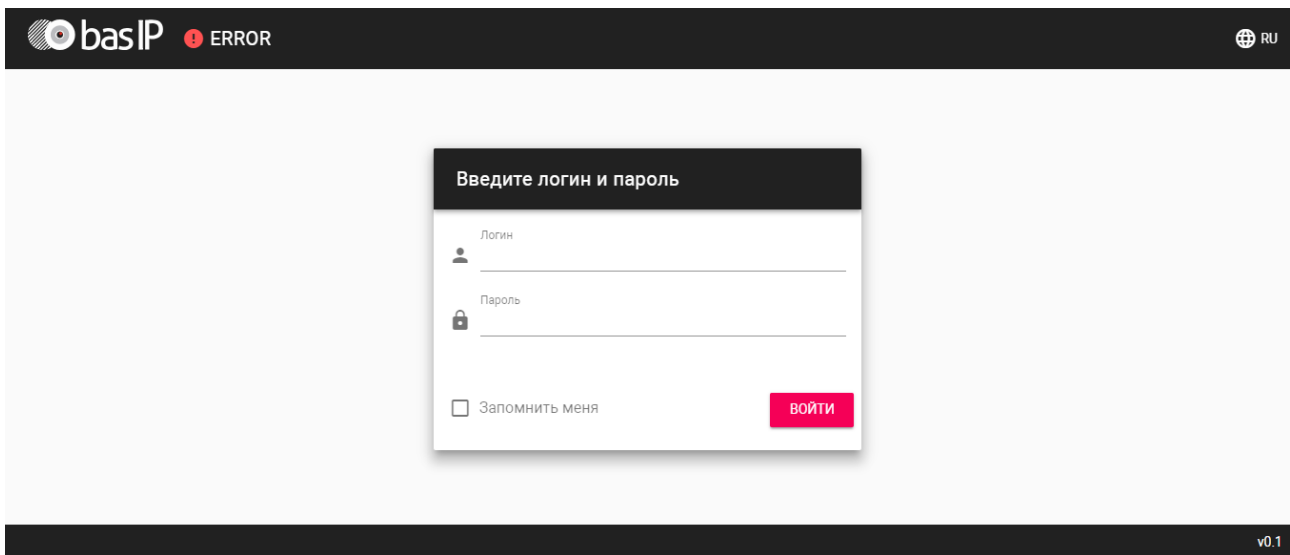 bas IP ERROR RU
Введите логин и пароль
Логин
Пароль
Запомнить меня ВОЙТИ
v0.1